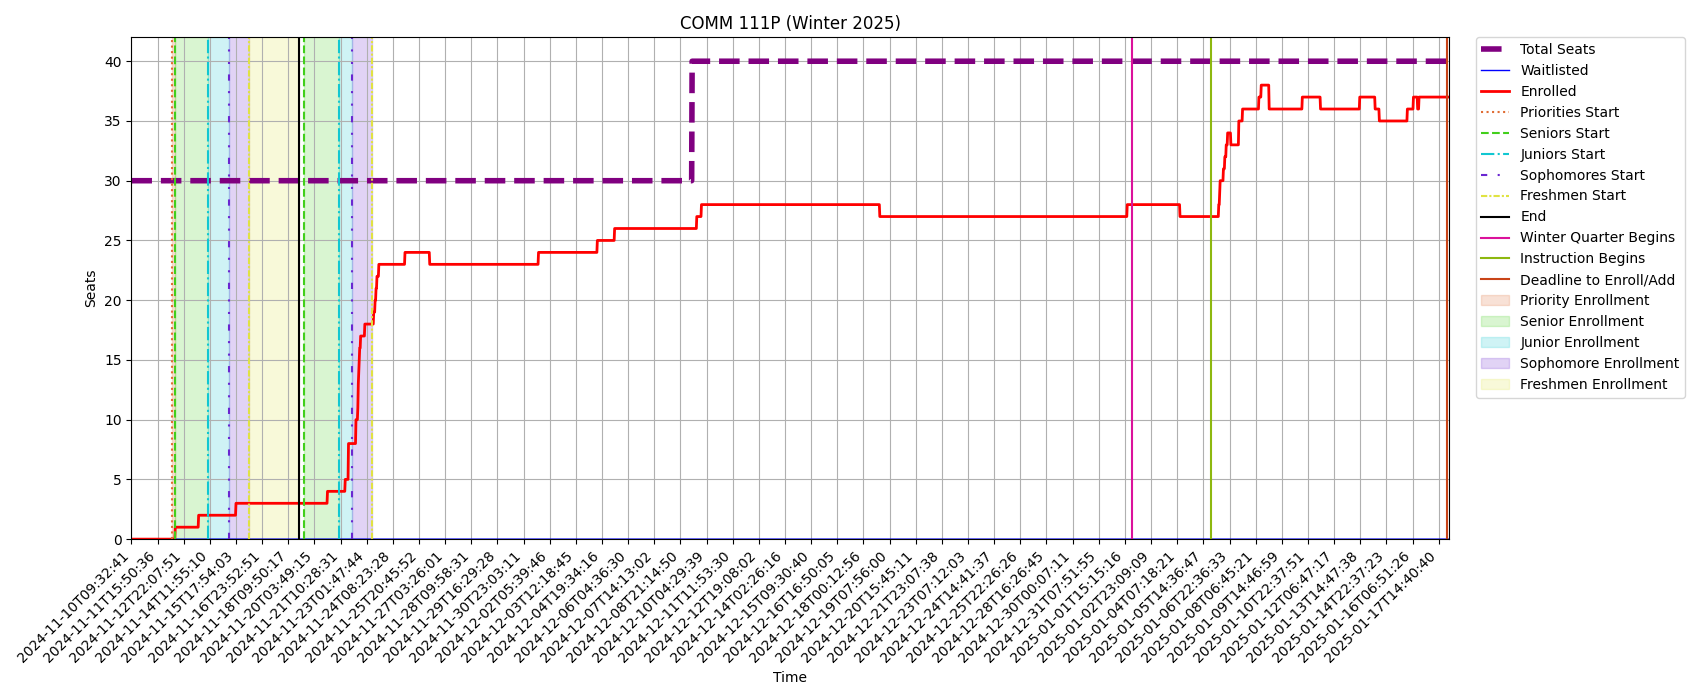 COMM 111P (Winter 2025)
Seats
40
35
30
25
20
15
10
5
0
2024-11-10T09:32:41
2024-11-11T15:50:36
2024-11-12T22:07:51
2024-11-14T11:55:10
2024-11-15T17:54:03
2024-11-16T23:52:51
2024-11-18T09:50:17
2024-11-20T03:49:15
2024-11-21T10:28:31
2024-11-23T01:47:44
2024-11-24T08:23:28
2024-11-25T20:45:52
2024-11-27T03:26:01
2024-11-28T09:58:31
2024-11-29T16:29:28
2024-11-30T23:03:11
2024-12-02T05:39:46
2024-12-03T12:18:45
2024-12-04T19:34:16
2024-12-06T04:36:30
2024-12-07T14:13:02
2024-12-08T21:14:50
2024-12-10T04:29:39
2024-12-11T11:53:30
2024-12-12T19:08:02
2024-12-14T02:26:16
2024-12-15T09:30:40
2024-12-16T16:50:05
2024-12-18T00:12:56
2024-12-19T07:56:00
2024-12-20T15:45:11
2024-12-21T23:07:38
2024-12-23T07:12:03
2024-12-24T14:41:37
2024-12-25T22:26:26
2024-12-28T16:26:45
2024-12-30T00:07:11
2024-12-31T07:51:55
2025-01-01T15:15:16
2025-01-02T23:09:09
2025-01-04T07:18:21
2025-01-05T14:36:47
2025-01-06T22:36:33
2025-01-08T06:45:21
2025-01-09T14:46:59
2025-01-10T22:37:51
2025-01-12T06:47:17
2025-01-13T14:47:38
2025-01-14T22:37:23
2025-01-16T06:51:26
2025-01-17T14:40:40
Time
Total Seats
Waitlisted
Enrolled
Priorities Start
Seniors Start
Juniors Start
Sophomores Start
Freshmen Start
End
Winter Quarter Begins
Instruction Begins
Deadline to Enroll/Add
Priority Enrollment
Senior Enrollment
Junior Enrollment
Sophomore Enrollment
Freshmen Enrollment